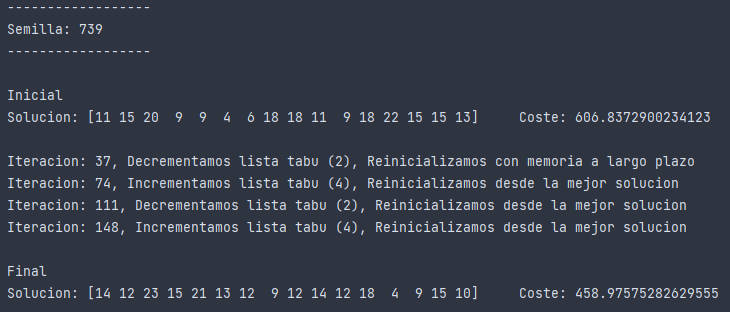 ------------------
Semilla: 739
------------------
Inicial
Solucion: [11 15 20  9  9  4  6 18 18 11  9 18 22 15 15 13]     Coste: 606.8372900234123
Iteracion: 37, Decrementamos lista tabu (2), Reinicializamos con memoria a largo plazo
Iteracion: 74, Incrementamos lista tabu (4), Reinicializamos desde la mejor solucion
Iteracion: 111, Decrementamos lista tabu (2), Reinicializamos desde la mejor solucion
Iteracion: 148, Incrementamos lista tabu (4), Reinicializamos desde la mejor solucion
Final
Solucion: [14 12 23 15 21 13 12  9 12 14 12 18  4  9 15 10]     Coste: 458.97575282629555